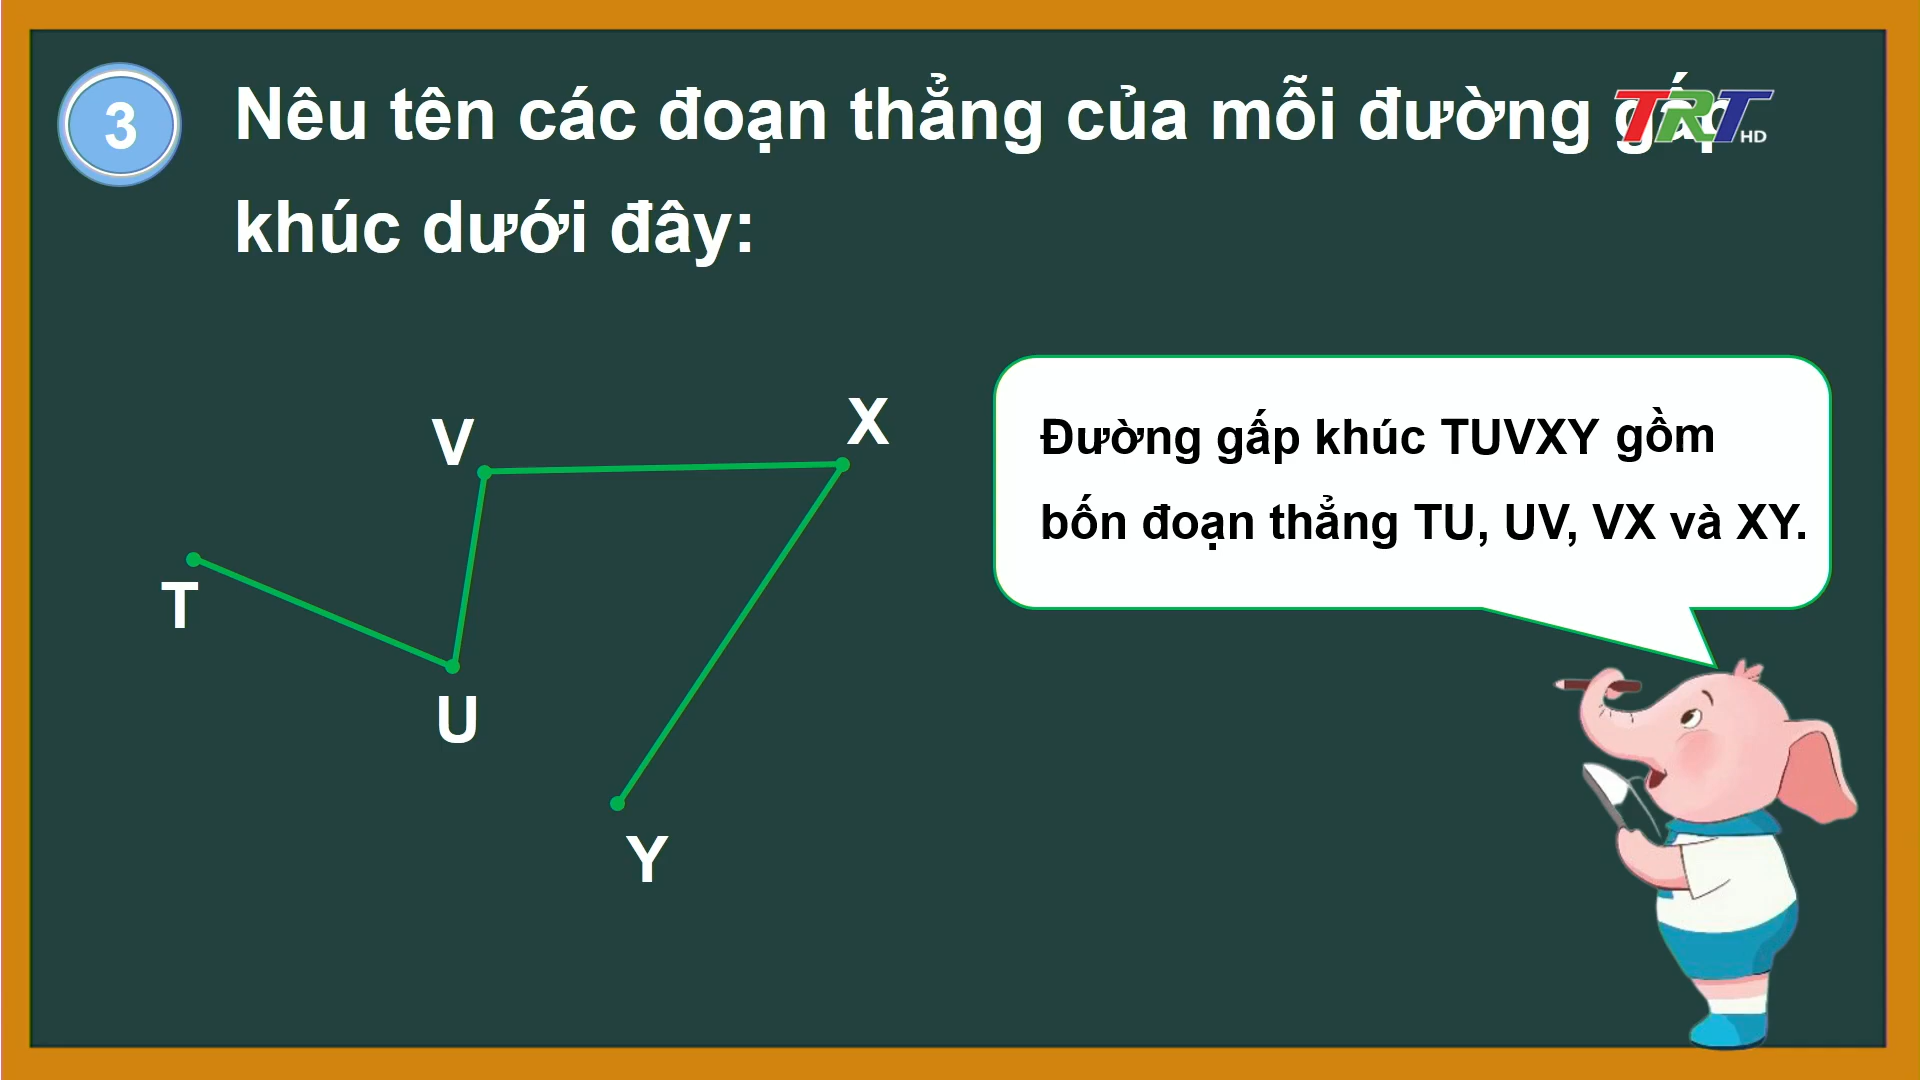 3
Nêu tên các đoạn thẳng của mỗi đường gấp
TRT HD
khúc dưới đây:
V
X
T
U
Y
Đường gấp khúc TUVXY gồm
bốn đoạn thẳng TU, UV, VX và XY.